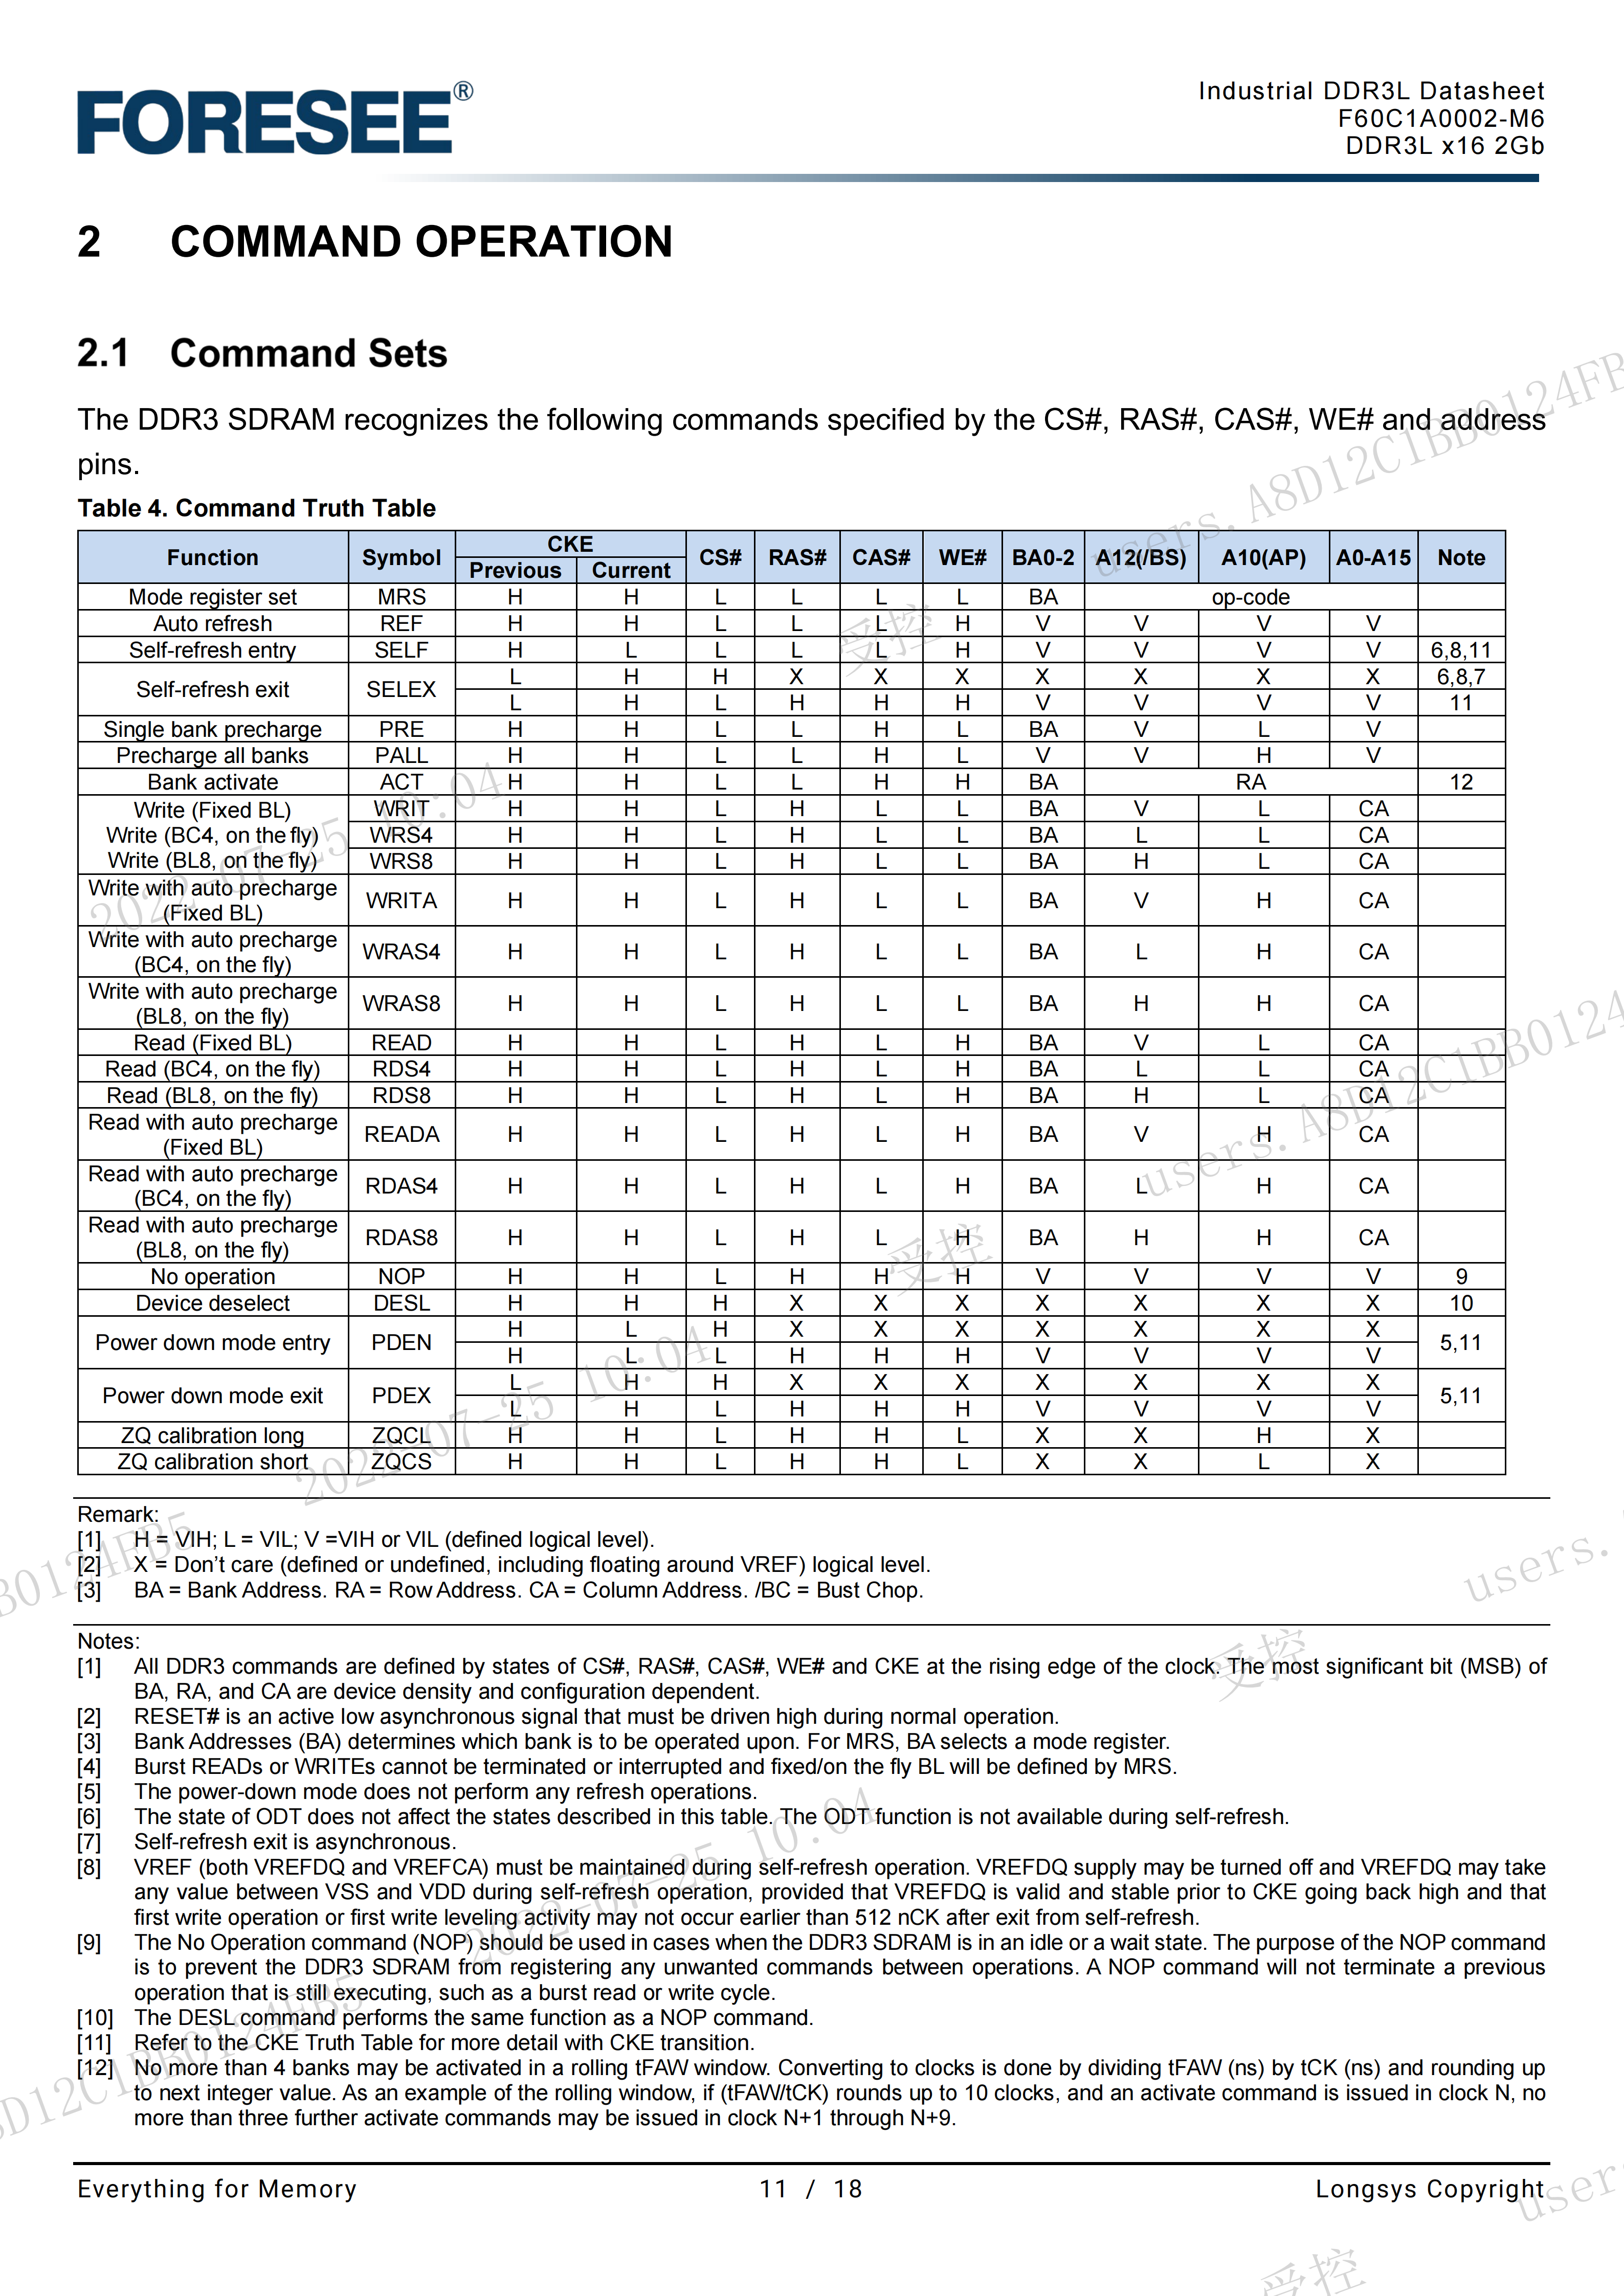 FORESEE®
Industrial DDR3L Datasheet
F60C1A0002-M6
DDR3L x16 2Gb
2 COMMAND OPERATION
2.1 Command Sets
The DDR3 SDRAM recognizes the following commands specified by the CS#, RAS#, CAS#, WE# and address
pins.
Table 4. Command Truth Table
Function Symbol CKE CS# RAS# CAS# WE# BA0-2 A12(/BS) A10(AP) A0-A15 Note
Previous Current
Mode register set MRS H H L L L L BA op-code
Auto refresh REF H H L L L H V V V V
Self-refresh entry SELF H L L L L H V V V V 6,8,11
Self-refresh exit SELEX L H H X X X X X X X 6,8,7
L H L H H H V V V V 11
Single bank precharge PRE H H L L H L BA V L V
Precharge all banks PALL H H L L H L V V H V
Bank activate ACT H H L L H H BA RA 12
Write (Fixed BL) WRIT H H L H L L BA V L CA
Write (BC4, on the fly) WRS4 H H L H L L BA L L CA
Write (BL8, on the fly) WRS8 H H L H L L BA H L CA
Write with auto precharge
(Fixed BL) WRITA H H L H L L BA V H CA
Write with auto precharge
(BC4, on the fly) WRAS4 H H L H L L BA L H CA
Write with auto precharge
(BL8, on the fly) WRAS8 H H L H L L BA H H CA
Read (Fixed BL) READ H H L H L H BA V L CA
Read (BC4, on the fly) RDS4 H H L H L H BA L L CA
Read (BL8, on the fly) RDS8 H H L H L H BA H L CA
Read with auto precharge
(Fixed BL) READA H H L H L H BA V H CA
Read with auto precharge
(BC4, on the fly) RDAS4 H H L H L H BA L H CA
Read with auto precharge
(BL8, on the fly) RDAS8 H H L H L H BA H H CA
No operation NOP H H L H H H V V V V 9
Device deselect DESL H H H X X X X X X X 10
Power down mode entry PDEN H L H X X X X X X X 5,11
H L L H H H V V V V
Power down mode exit PDEX L H H X X X X X X X 5,11
L H L H H H V V V V
ZQ calibration long ZQCL H H L H H L X X H X
ZQ calibration short ZQCS H H L H H L X X L X
Remark:
[1] H = VIH; L = VIL; V =VIH or VIL (defined logical level).
[2] X = Don’t care (defined or undefined, including floating around VREF) logical level.
[3] BA = Bank Address. RA = Row Address. CA = Column Address. /BC = Bust Chop.
Notes:
[1] All DDR3 commands are defined by states of CS#, RAS#, CAS#, WE# and CKE at the rising edge of the clock. The most significant bit (MSB) of
BA, RA, and CA are device density and configuration dependent.
[2] RESET# is an active low asynchronous signal that must be driven high during normal operation.
[3] Bank Addresses (BA) determines which bank is to be operated upon. For MRS, BA selects a mode register.
[4] Burst READs or WRITEs cannot be terminated or interrupted and fixed/on the fly BL will be defined by MRS.
[5] The power-down mode does not perform any refresh operations.
[6] The state of ODT does not affect the states described in this table. The ODT function is not available during self-refresh.
[7] Self-refresh exit is asynchronous.
[8] VREF (both VREFDQ and VREFCA) must be maintained during self-refresh operation. VREFDQ supply may be turned off and VREFDQ may take
any value between VSS and VDD during self-refresh operation, provided that VREFDQ is valid and stable prior to CKE going back high and that
first write operation or first write leveling activity may not occur earlier than 512 nCK after exit from self-refresh.
[9] The No Operation command (NOP) should be used in cases when the DDR3 SDRAM is in an idle or a wait state. The purpose of the NOP command
is to prevent the DDR3 SDRAM from registering any unwanted commands between operations. A NOP command will not terminate a previous
operation that is still executing, such as a burst read or write cycle.
[10] The DESL command performs the same function as a NOP command.
[11] Refer to the CKE Truth Table for more detail with CKE transition.
[12] No more than 4 banks may be activated in a rolling tFAW window. Converting to clocks is done by dividing tFAW (ns) by tCK (ns) and rounding up
to next integer value. As an example of the rolling window, if (tFAW/tCK) rounds up to 10 clocks, and an activate command is issued in clock N, no
more than three further activate commands may be issued in clock N+1 through N+9.
Everything for Memory 11 / 18 Longsys Copyright
users. A8D12C1BB0124FB
受控
2022-07-25 10:04
users. A8D12C1BB0124
受控
2022-07-25 10:04
B0124FB5
users.
受控
2022-07-25 10:04
8D12C1BB0124FB5
users
受控